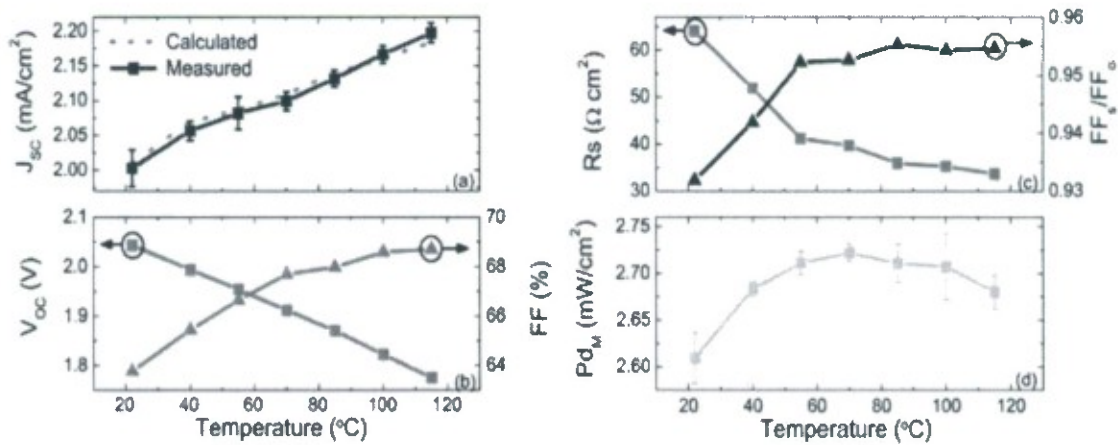 2.20
2.15
2.10
2.05
2.00
J_SC (mA/cm²)
Calculated
Measured
(a)
2.1
2.0
1.9
1.8
V_OC (V)
70
68
66
64
FF (%)
(b)
20 40 60 80 100 120
Temperature (°C)
60
50
40
30
Rs (Ω cm²)
0.96
0.95
0.94
0.93
FF_s/FF_o
(c)
2.75
2.70
2.65
2.60
Pd_M (mW/cm²)
(d)
20 40 60 80 100 120
Temperature (°C)